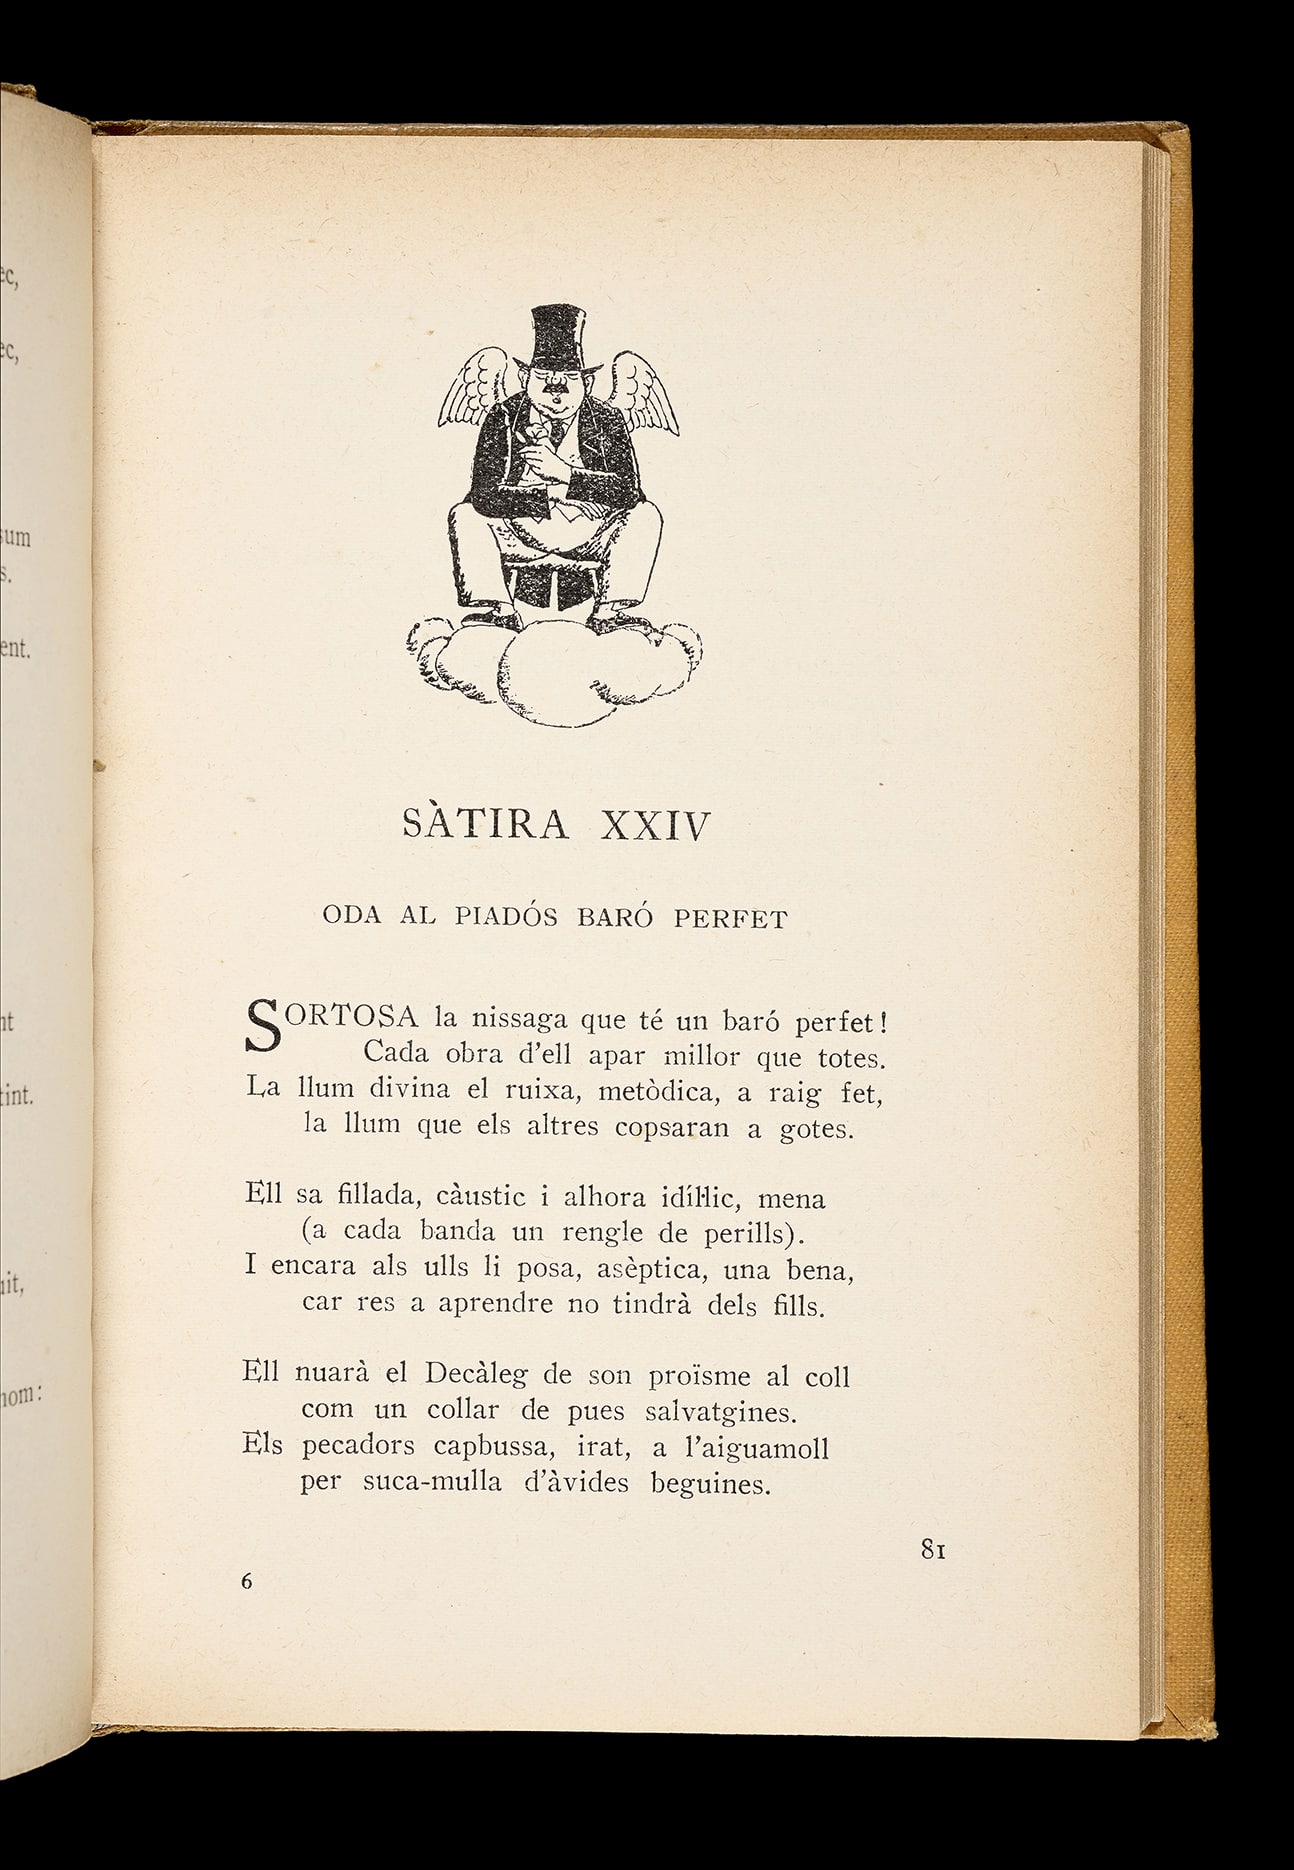 SÀTIRA XXIV
ODA AL PIADÓS BARÓ PERFET
SORTOSA la nissaga que té un baró perfet!
Cada obra d'ell apar millor que totes.
La llum divina el ruixa, metòdica, a raig fet,
la llum que els altres copsaran a gotes.
Ell sa fillada, càustic i alhora idíŀlic, mena
(a cada banda un rengle de perills).
I encara als ulls li posa, asèptica, una bena,
car res a aprendre no tindrà dels fills.
Ell nuarà el Decàleg de son proïsme al coll
com un collar de pues salvatgines.
Els pecadors capbussa, irat, a l'aiguamoll
per suca-mulla d'àvides beguines.
81
6